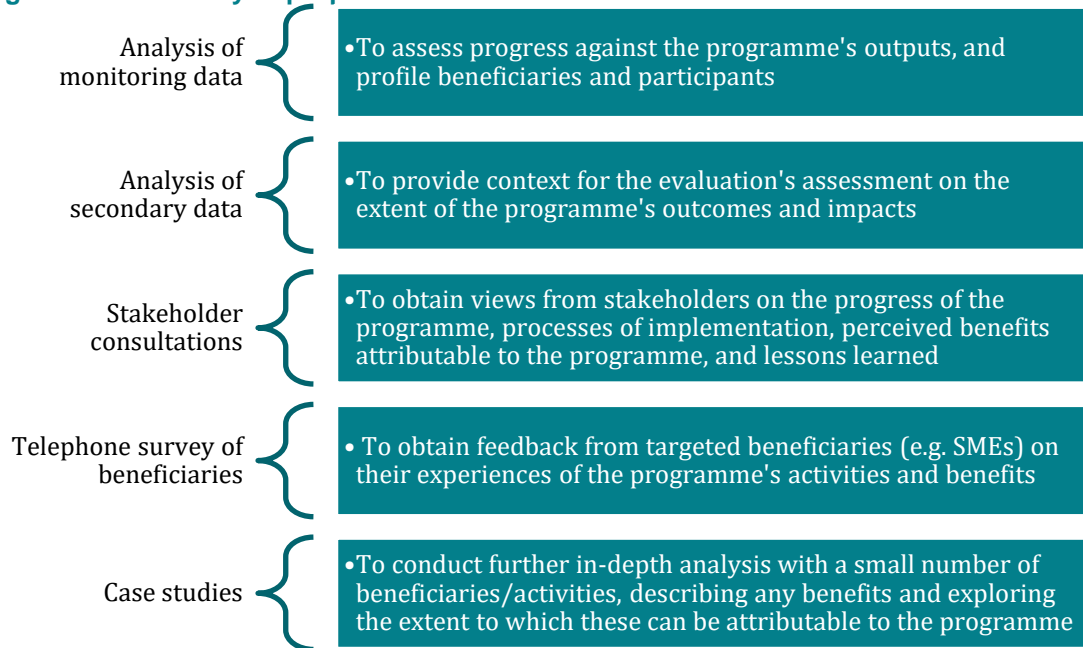 Analysis of
monitoring data
•To assess progress against the programme's outputs, and
profile beneficiaries and participants
Analysis of
secondary data
•To provide context for the evaluation's assessment on the
extent of the programme's outcomes and impacts
Stakeholder
consultations
•To obtain views from stakeholders on the progress of the
programme, processes of implementation, perceived benefits
attributable to the programme, and lessons learned
Telephone survey of
beneficiaries
• To obtain feedback from targeted beneficiaries (e.g. SMEs) on
their experiences of the programme's activities and benefits
Case studies
•To conduct further in-depth analysis with a small number of
beneficiaries/activities, describing any benefits and exploring
the extent to which these can be attributable to the programme